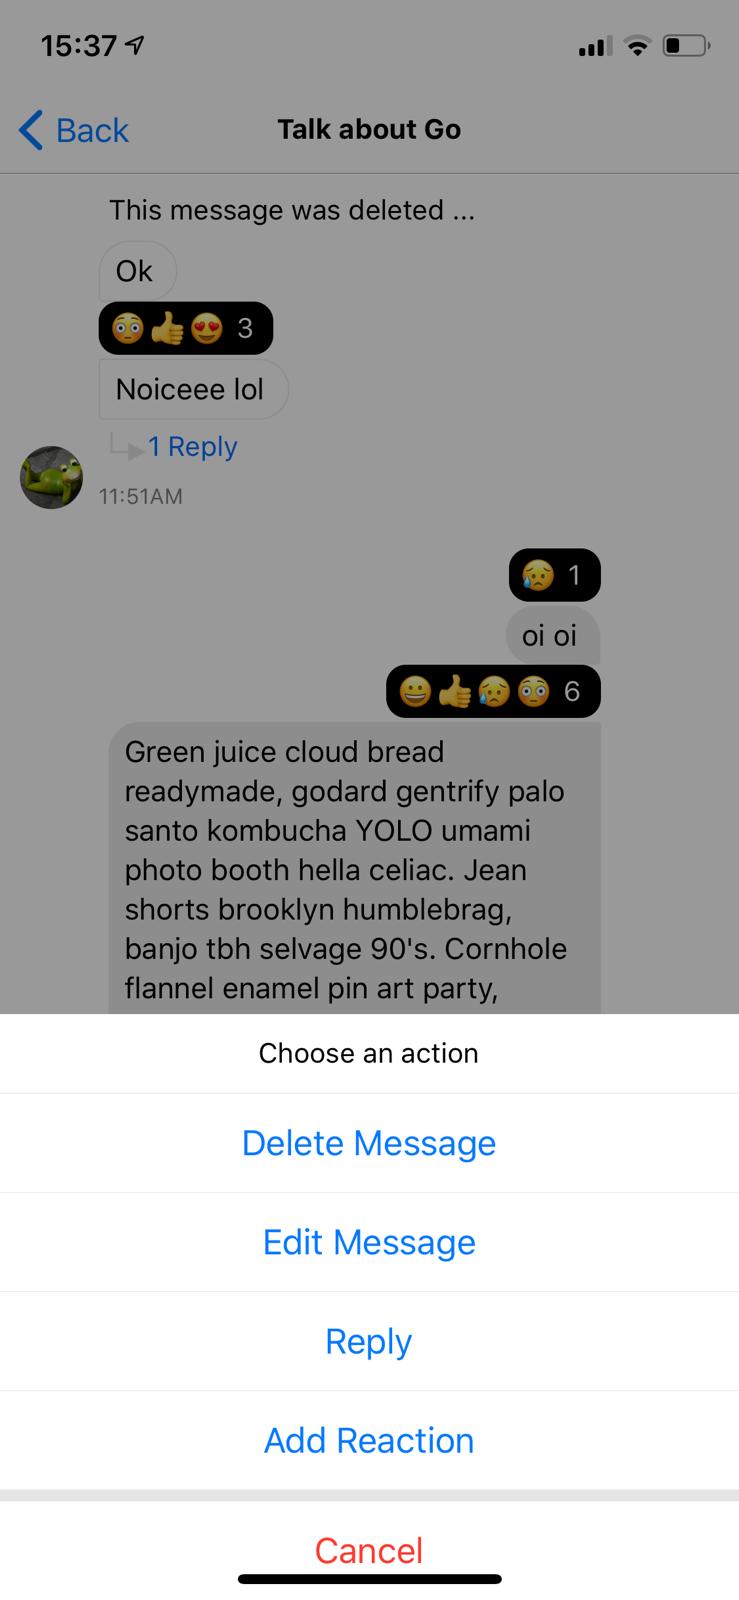 15:37
Back
Talk about Go
This message was deleted ...
Ok
3
Noiceee lol
1 Reply
11:51AM
1
oi oi
6
Green juice cloud bread
readymade, godard gentrify palo
santo kombucha YOLO umami
photo booth hella celiac. Jean
shorts brooklyn humblebrag,
banjo tbh selvage 90's. Cornhole
flannel enamel pin art party,
Choose an action
Delete Message
Edit Message
Reply
Add Reaction
Cancel